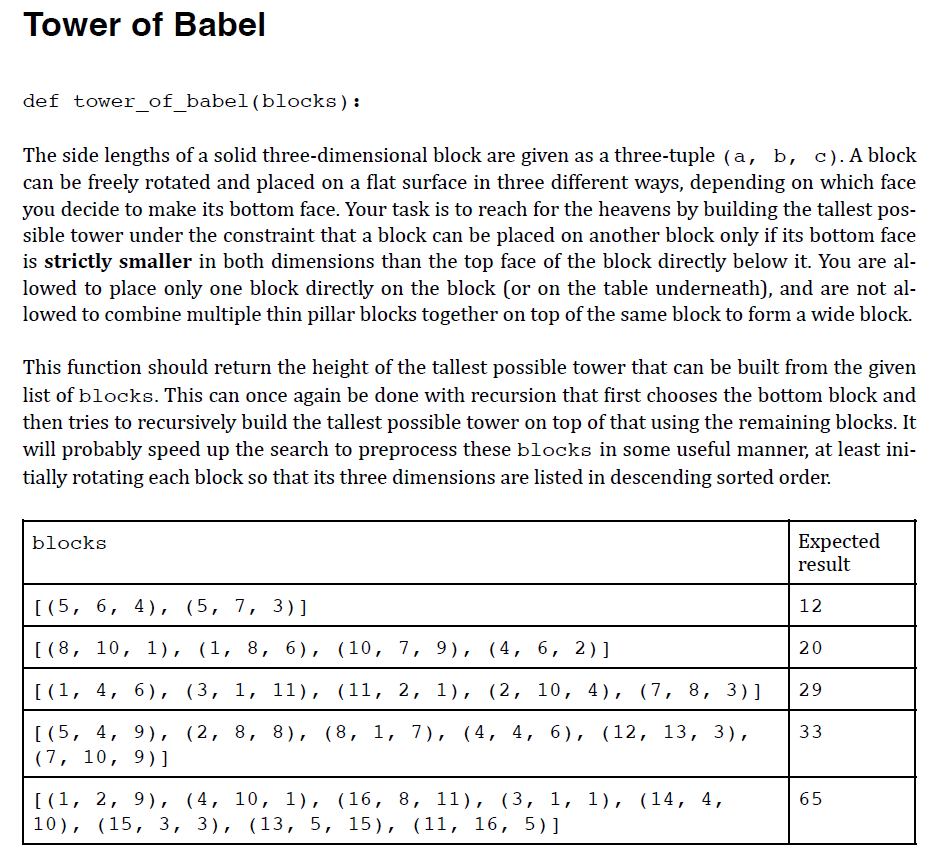 Tower of Babel
def tower_of_babel(blocks):
The side lengths of a solid three-dimensional block are given as a three-tuple (a, b, c). A block
can be freely rotated and placed on a flat surface in three different ways, depending on which face
you decide to make its bottom face. Your task is to reach for the heavens by building the tallest pos-
sible tower under the constraint that a block can be placed on another block only if its bottom face
is strictly smaller in both dimensions than the top face of the block directly below it. You are al-
lowed to place only one block directly on the block (or on the table underneath), and are not al-
lowed to combine multiple thin pillar blocks together on top of the same block to form a wide block.
This function should return the height of the tallest possible tower that can be built from the given
list of blocks. This can once again be done with recursion that first chooses the bottom block and
then tries to recursively build the tallest possible tower on top of that using the remaining blocks. It
will probably speed up the search to preprocess these blocks in some useful manner, at least ini-
tially rotating each block so that its three dimensions are listed in descending sorted order.
blocks
Expected
result
[(5, 6, 4), (5, 7, 3)]
12
[(8, 10, 1), (1, 8, 6), (10, 7, 9), (4, 6, 2)]
20
[(1, 4, 6), (3, 1, 11), (11, 2, 1), (2, 10, 4), (7, 8, 3)]
29
[(5, 4, 9), (2, 8, 8), (8, 1, 7), (4, 4, 6), (12, 13, 3),
(7, 10, 9)]
33
[(1, 2, 9), (4, 10, 1), (16, 8, 11), (3, 1, 1), (14, 4,
10), (15, 3, 3), (13, 5, 15), (11, 16, 5)]
65